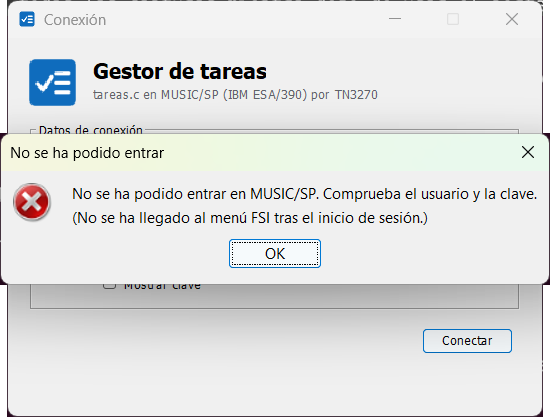 Conexión
Gestor de tareas
tareas.c en MUSIC/SP (IBM ESA/390) por TN3270
Datos de conexión
No se ha podido entrar
No se ha podido entrar en MUSIC/SP. Comprueba el usuario y la clave.
(No se ha llegado al menú FSI tras el inicio de sesión.)
OK
Mostrar clave
Conectar